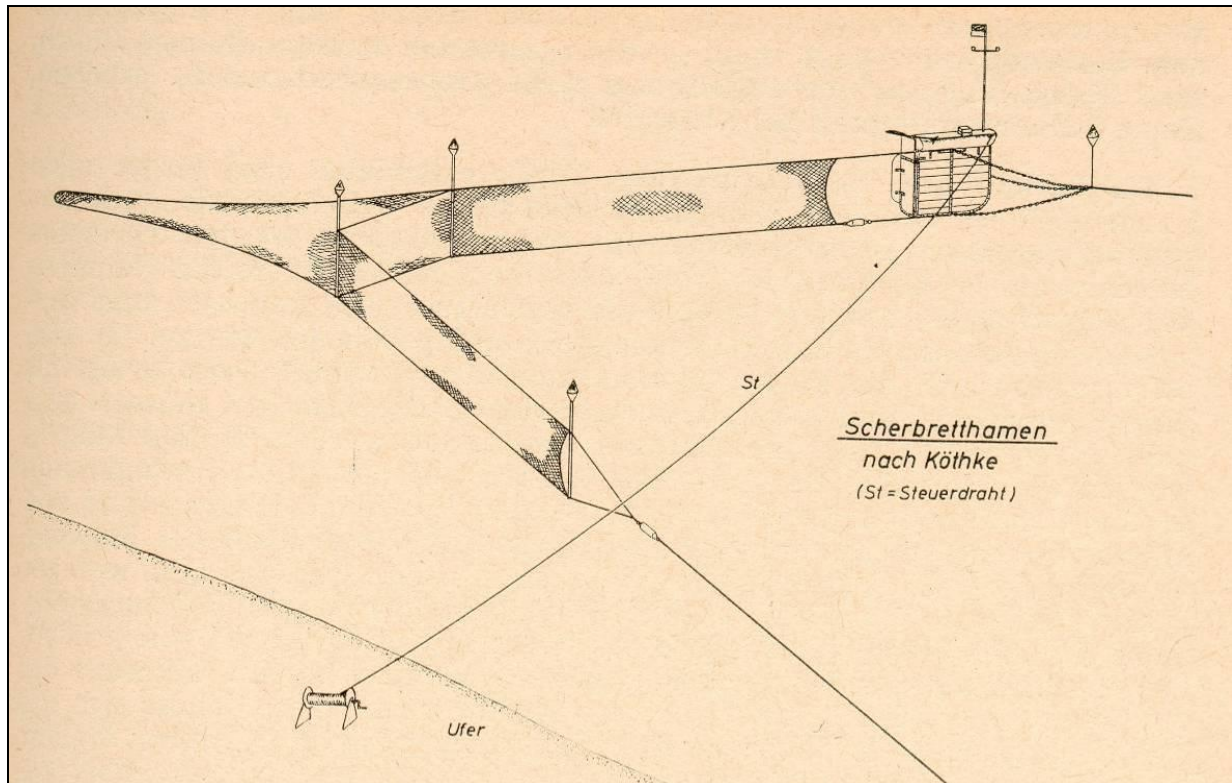 St
Scherbretthamen
nach Köthke
(St = Steuerdraht)
Ufer